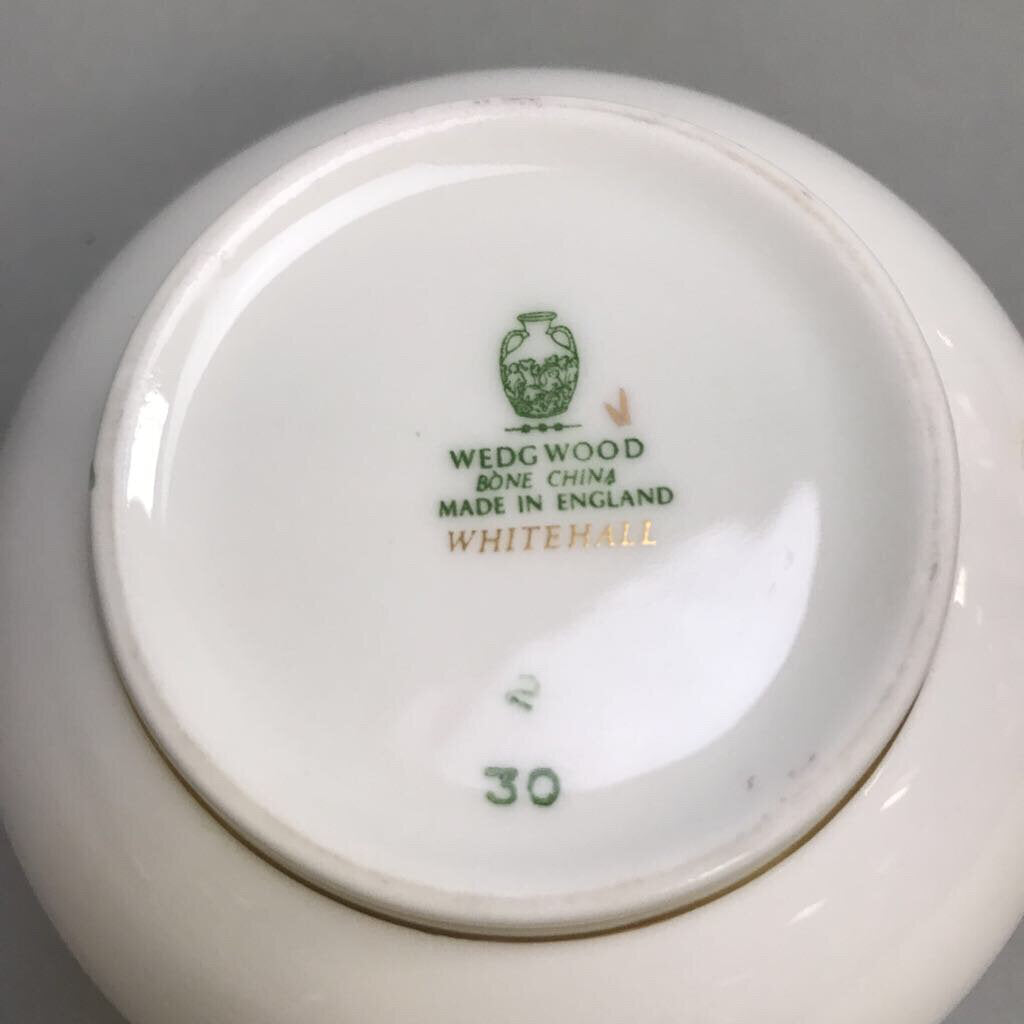 WEDGWOOD
BONE CHINA
MADE IN ENGLAND
WHITEHALL
2
30